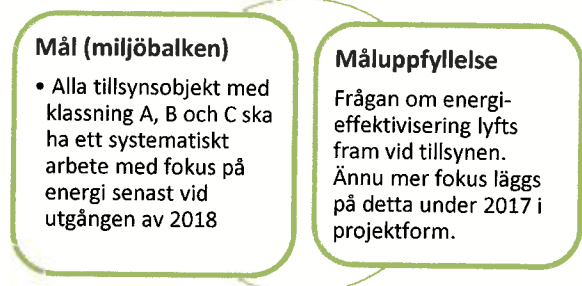 Mål (miljöbalken)
• Alla tillsynsobjekt med
klassning A, B och C ska
ha ett systematiskt
arbete med fokus på
energi senast vid
utgången av 2018
Måluppfyllelse
Frågan om energi-
effektivisering lyfts
fram vid tillsynen.
Ännu mer fokus läggs
på detta under 2017 i
projektform.